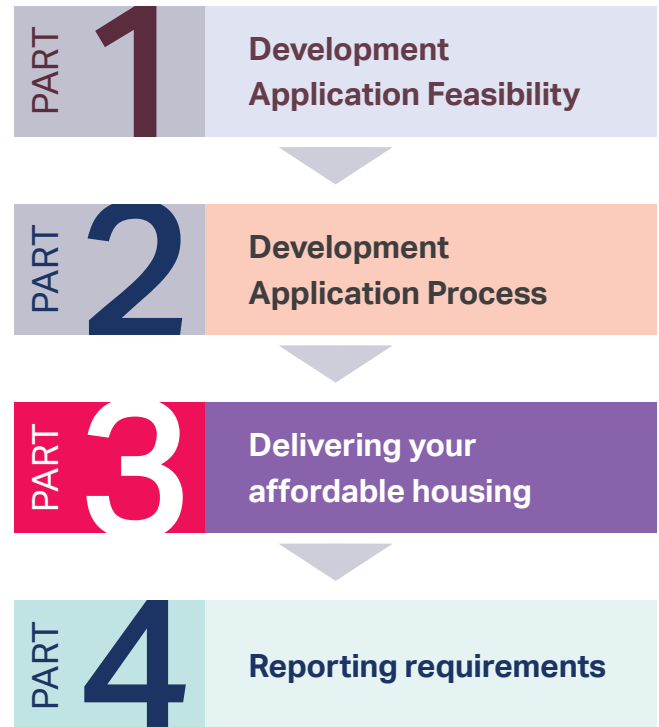 PART 1
Development
Application Feasibility
PART 2
Development
Application Process
PART 3
Delivering your
affordable housing
PART 4
Reporting requirements